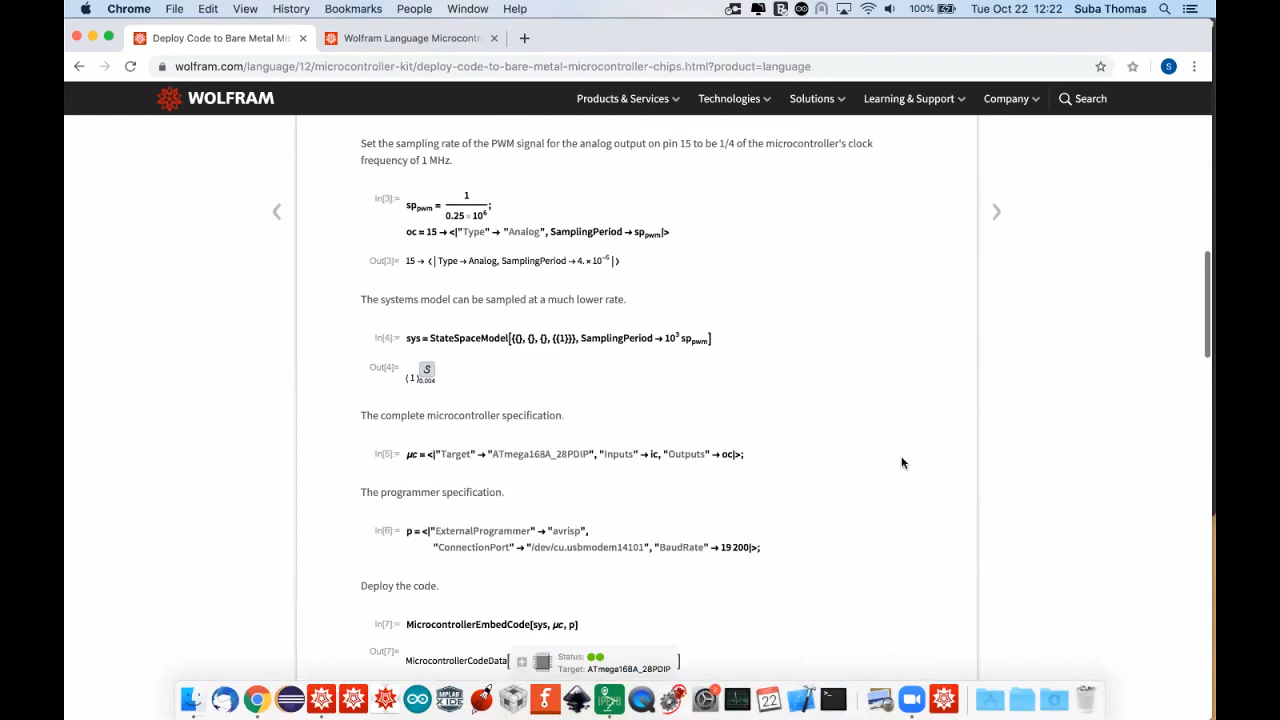 Chrome File Edit View History Bookmarks People Window Help 100% Tue Oct 22 12:22 Suba Thomas
Deploy Code to Bare Metal Mic
Wolfram Language Microcontr
wolfram.com/language/12/microcontroller-kit/deploy-code-to-bare-metal-microcontroller-chips.html?product=language
S
WOLFRAM Products & Services Technologies Solutions Learning & Support Company Search
Set the sampling rate of the PWM signal for the analog output on pin 15 to be 1/4 of the microcontroller's clock
frequency of 1 MHz.
In[3]:= sp_pwm = 1 / 0.25 × 10^6;
oc = 15 → <|"Type" → "Analog", SamplingPeriod → sp_pwm|>
Out[3]= 15 → <| Type → Analog, SamplingPeriod → 4. × 10^-6 |>
The systems model can be sampled at a much lower rate.
In[4]:= sys = StateSpaceModel[{{}, {}, {}, {{1}}}, SamplingPeriod → 10^3 sp_pwm]
Out[4]= ( 1 ) S 0.004
The complete microcontroller specification.
In[5]:= μc = <|"Target" → "ATmega168A_28PDIP", "Inputs" → ic, "Outputs" → oc|>;
The programmer specification.
In[6]:= p = <|"ExternalProgrammer" → "avrisp",
"ConnectionPort" → "/dev/cu.usbmodem14101", "BaudRate" → 19 200|>;
Deploy the code.
In[7]:= MicrocontrollerEmbedCode[sys, μc, p]
Out[7]= MicrocontrollerCodeData[ Status:
Target: ATmega168A_28PDIP ]
MPLAB
X IDE
22